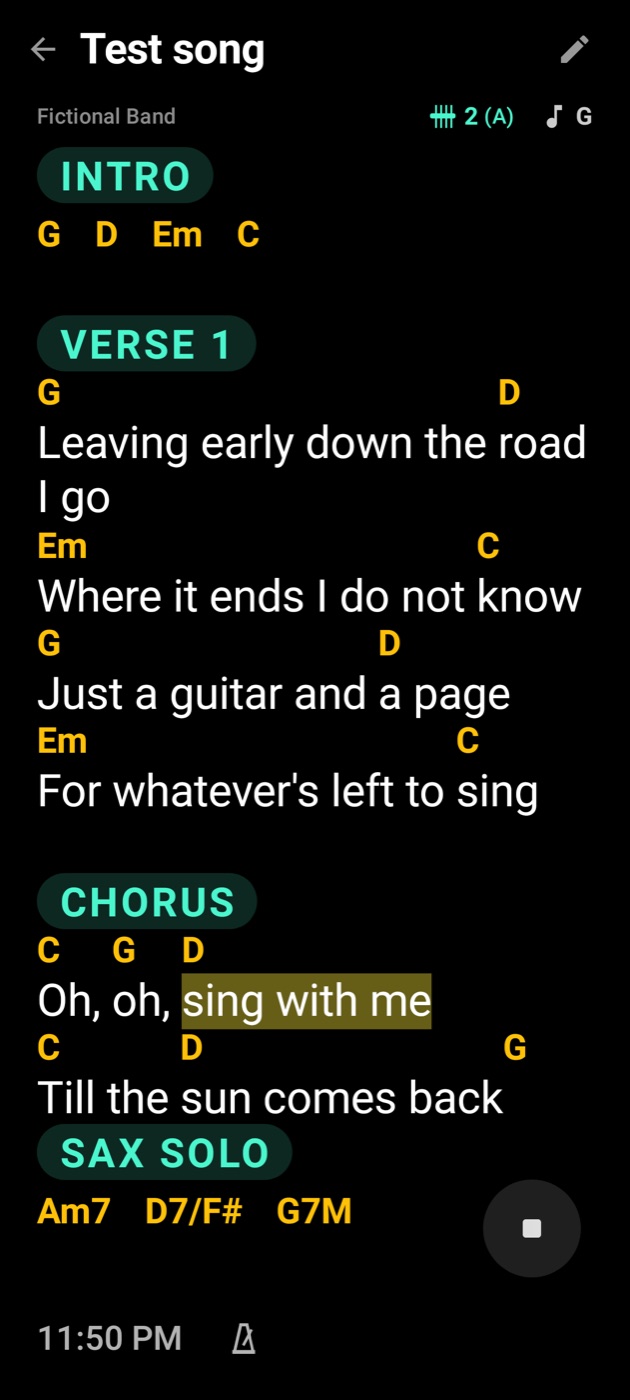 Test song
Fictional Band 2 (A) G
INTRO
G D Em C
VERSE 1
G D
Leaving early down the road
I go
Em C
Where it ends I do not know
G D
Just a guitar and a page
Em C
For whatever's left to sing
CHORUS
C G D
Oh, oh, sing with me
C D G
Till the sun comes back
SAX SOLO
Am7 D7/F# G7M
11:50 PM